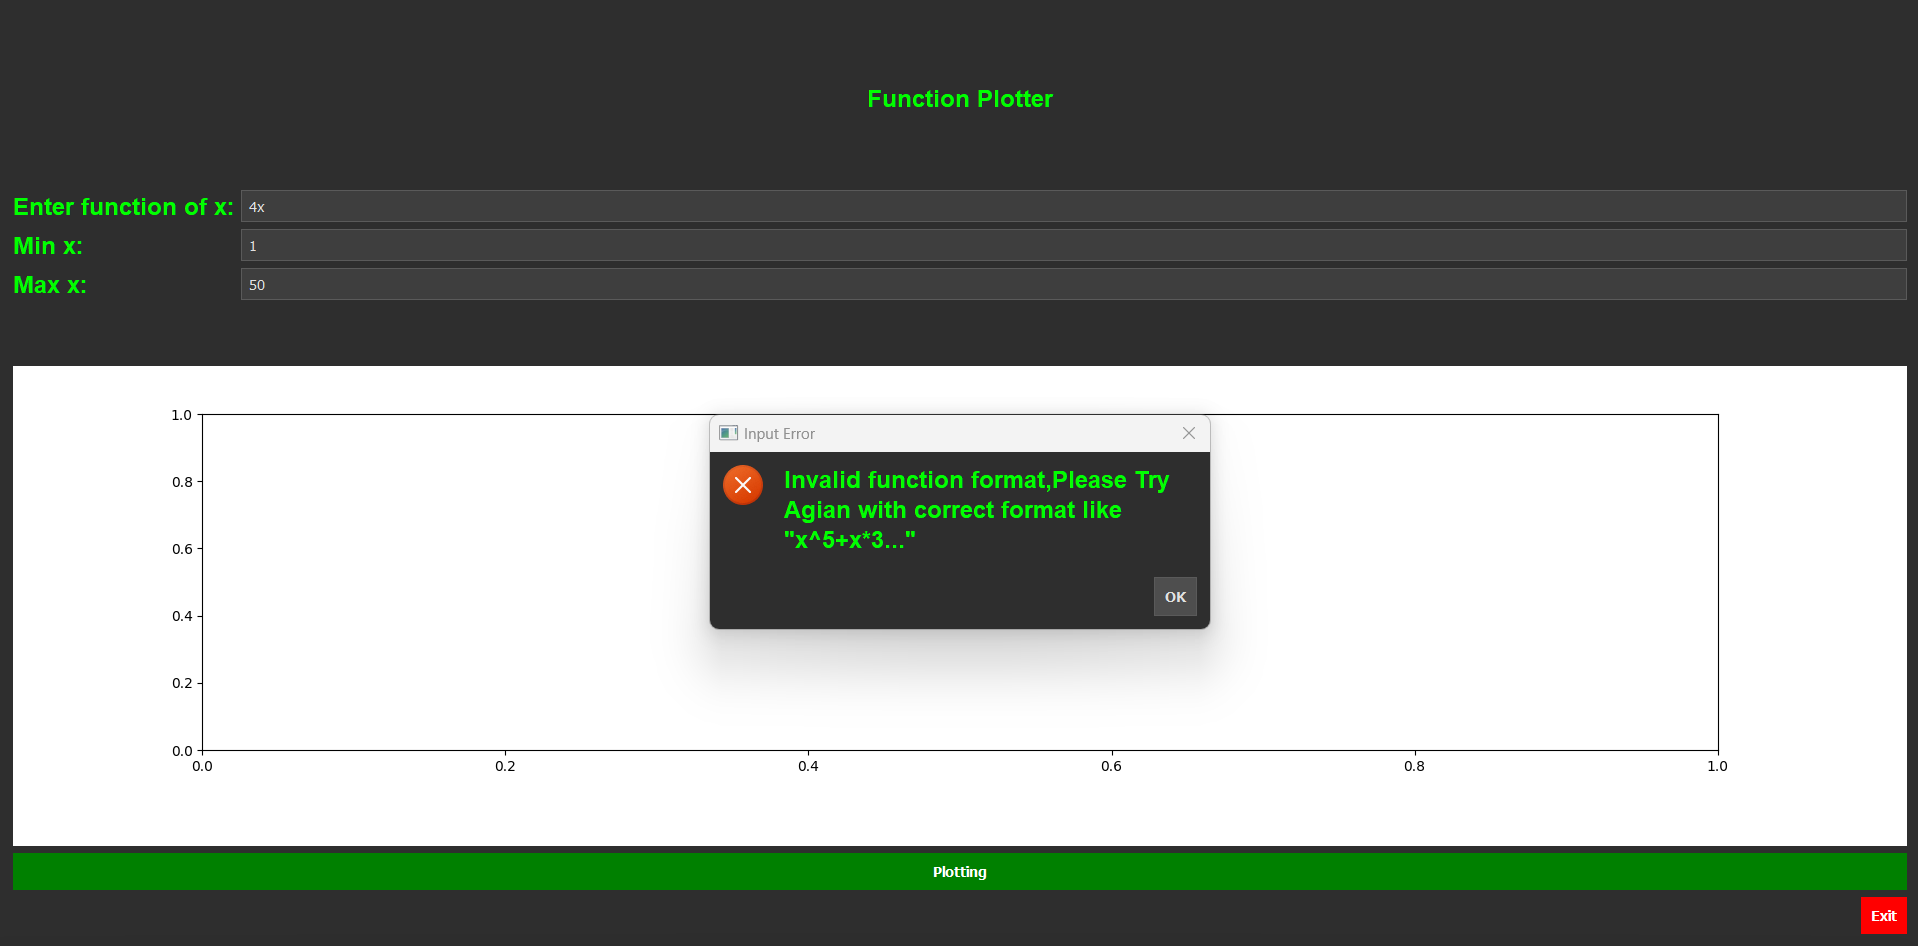 Function Plotter
Enter function of x: 4x
Min x: 1
Max x: 50
1.0
0.8
0.6
0.4
0.2
0.0
0.0 0.2 0.4 0.6 0.8 1.0
Input Error
Invalid function format,Please Try
Agian with correct format like
"x^5+x*3..."
OK
Plotting
Exit